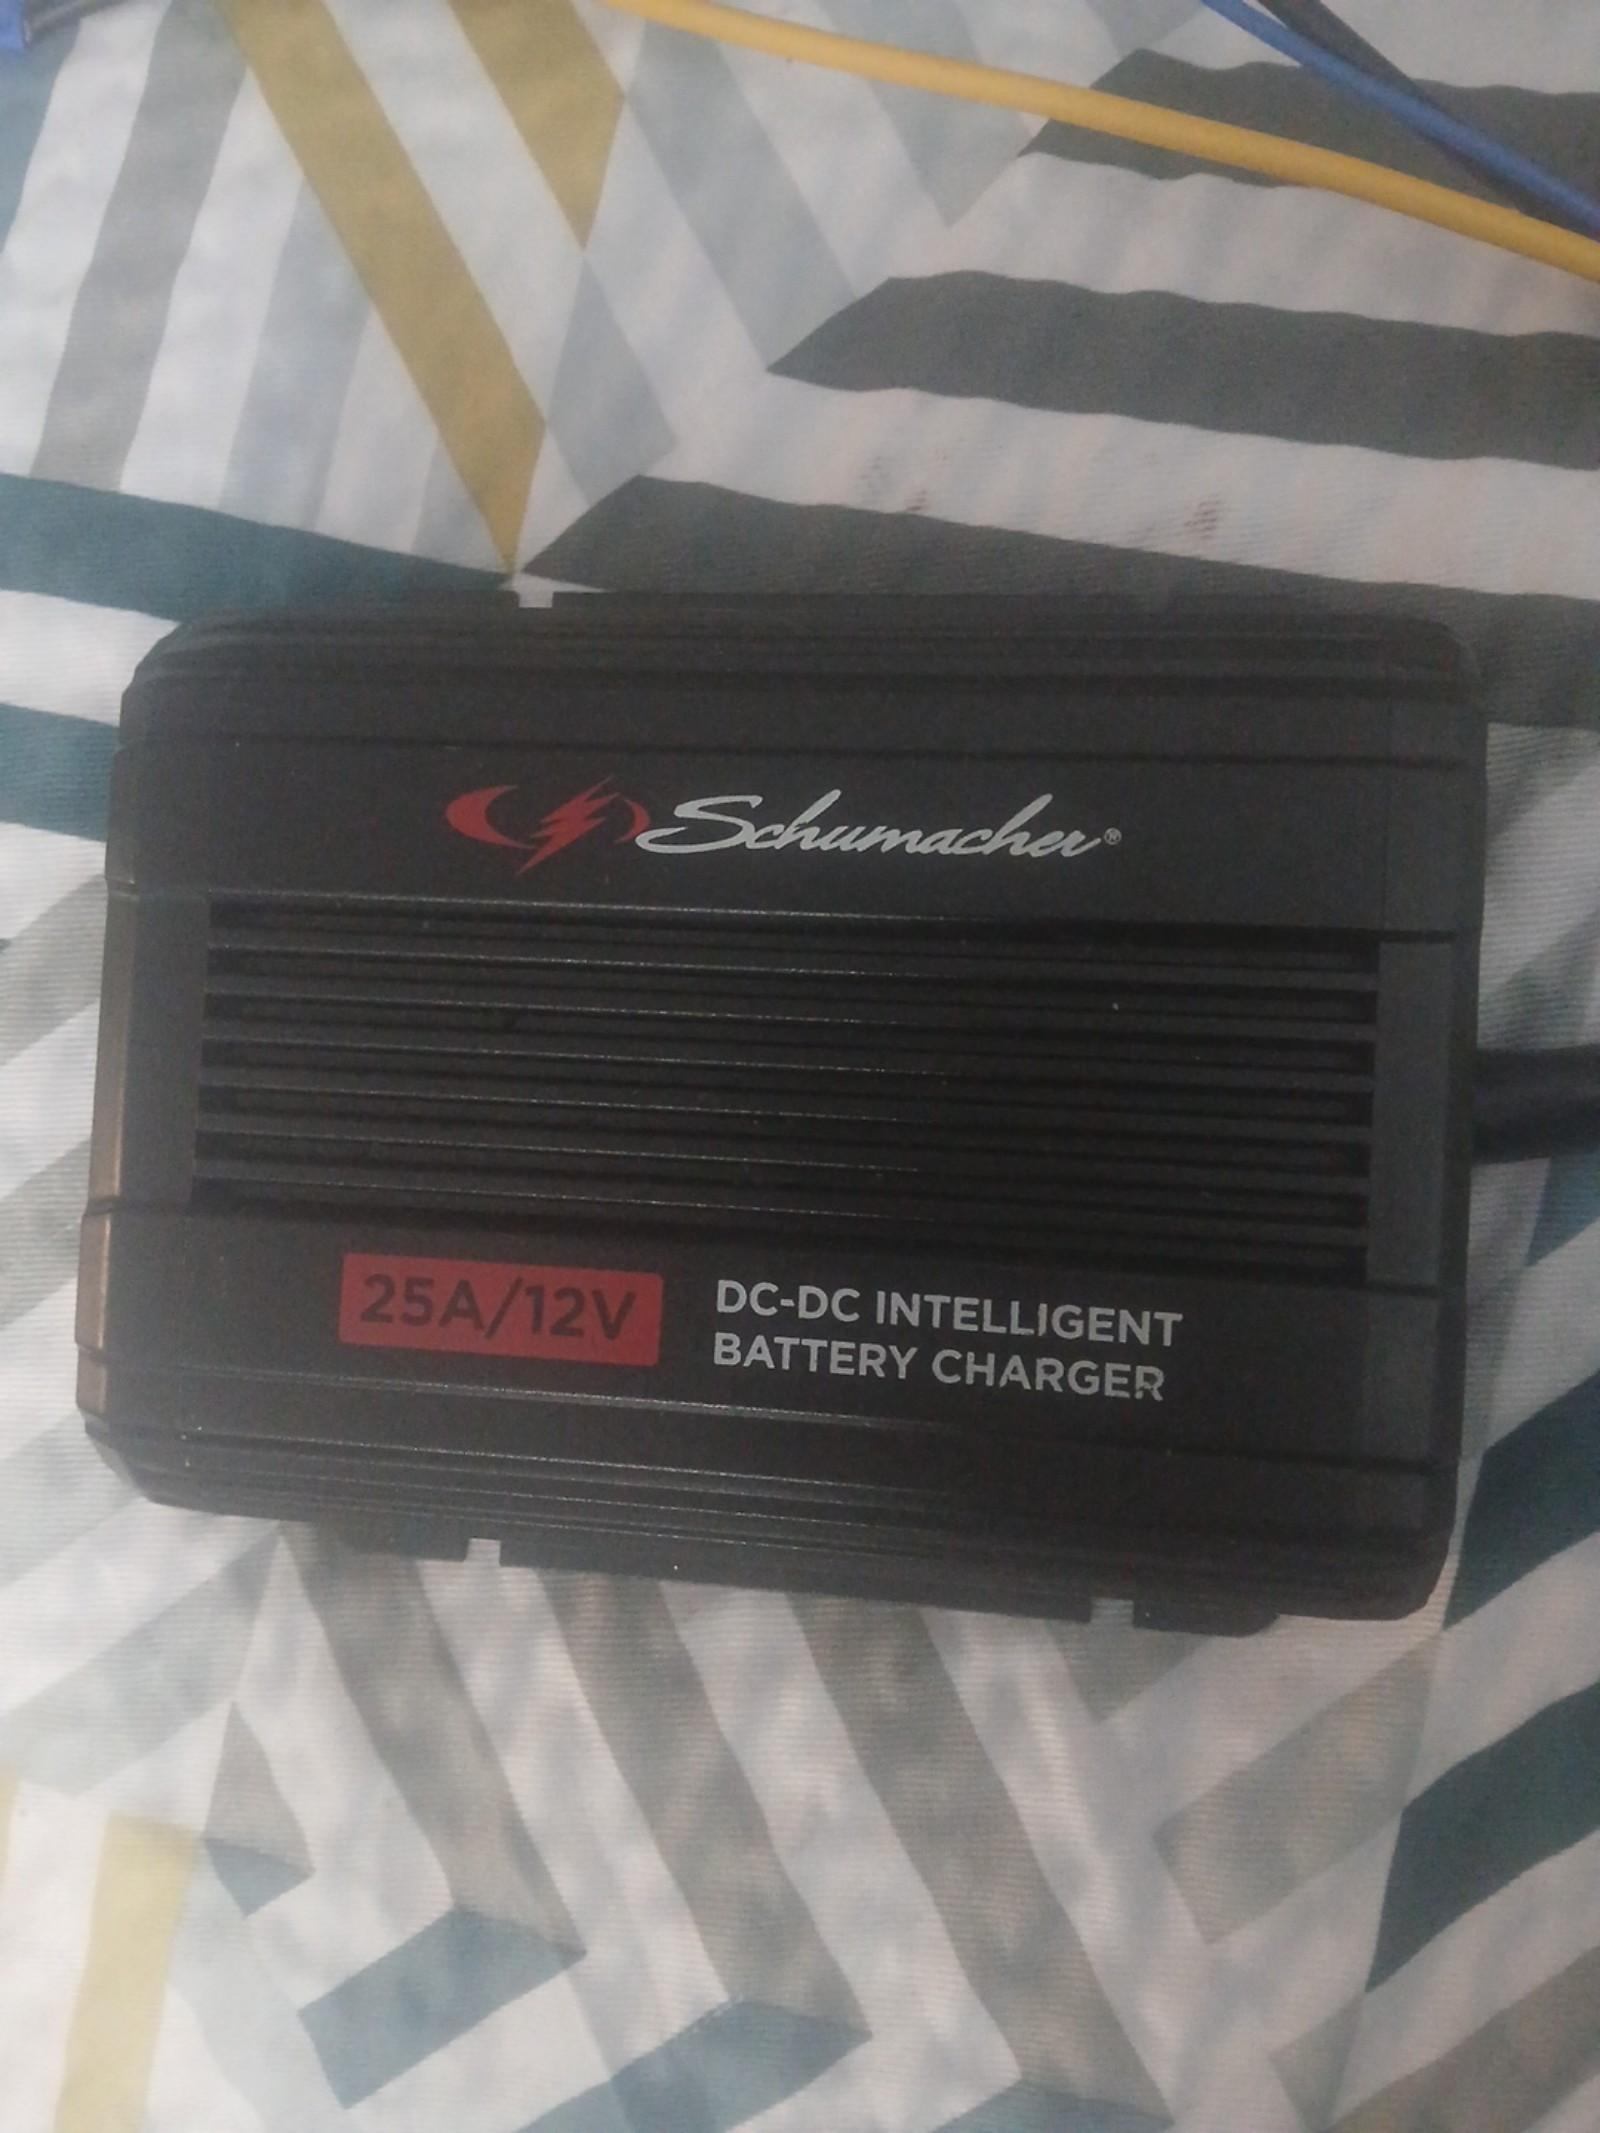 Schumacher®
25A/12V
DC-DC INTELLIGENT
BATTERY CHARGER